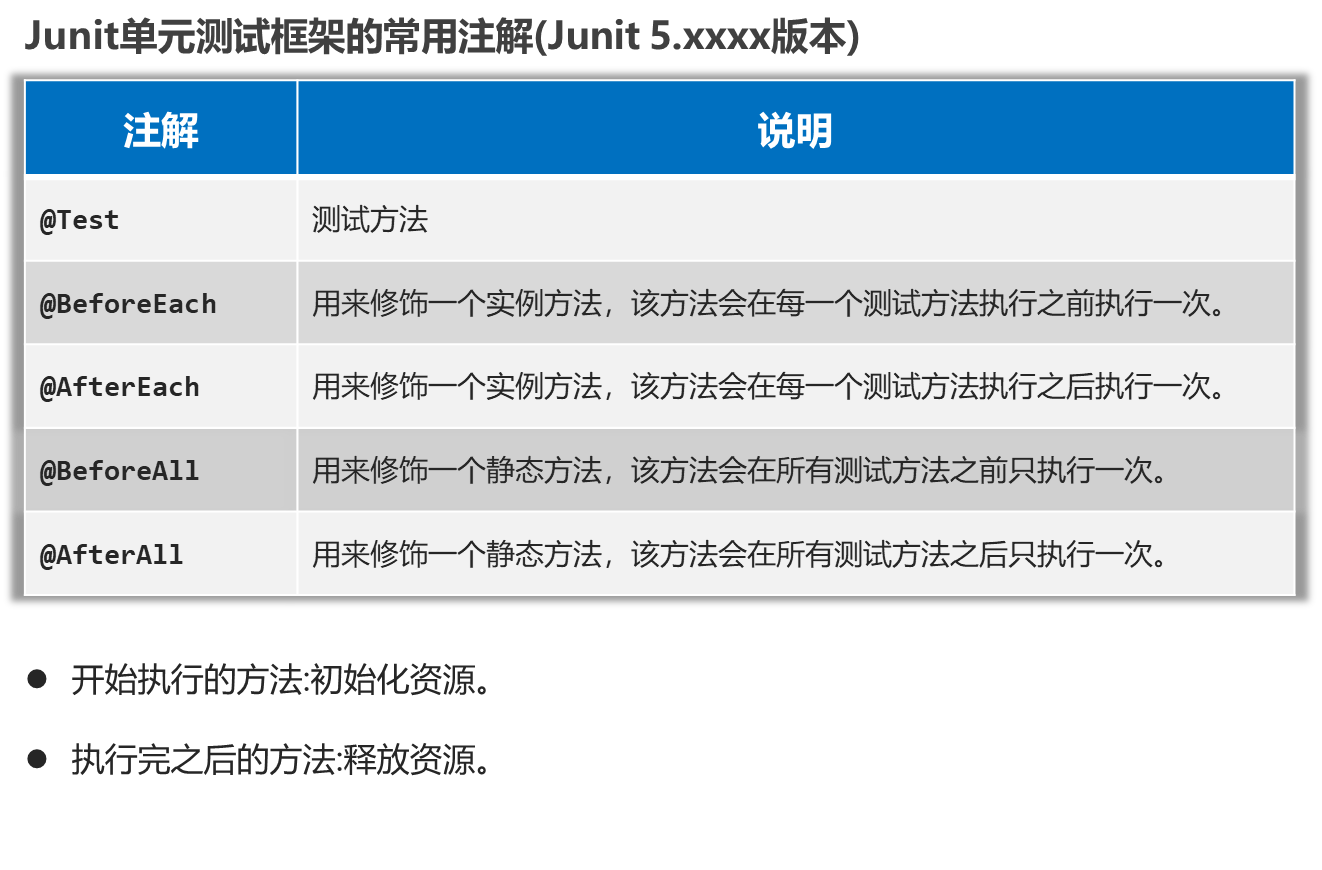 Junit单元测试框架的常用注解(Junit 5.xxxx版本)
注解 说明
@Test 测试方法
@BeforeEach 用来修饰一个实例方法，该方法会在每一个测试方法执行之前执行一次。
@AfterEach 用来修饰一个实例方法，该方法会在每一个测试方法执行之后执行一次。
@BeforeAll 用来修饰一个静态方法，该方法会在所有测试方法之前只执行一次。
@AfterAll 用来修饰一个静态方法，该方法会在所有测试方法之后只执行一次。
● 开始执行的方法:初始化资源。
● 执行完之后的方法:释放资源。